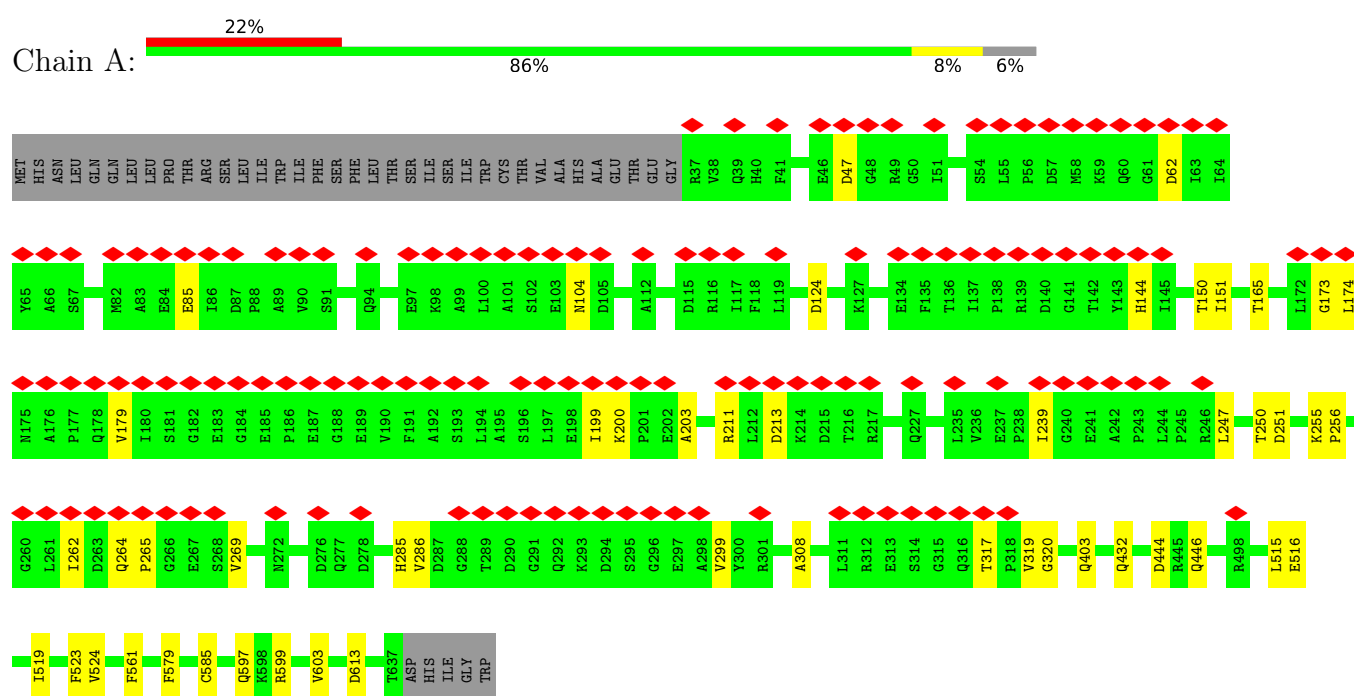 22%
Chain A:
86% 8% 6%
MET HIS ASN LEU GLN GLN LEU LEU PRO THR ARG SER LEU ILE TRP ILE PHE SER PHE LEU THR SER ILE SER ILE TRP CYS THR VAL ALA HIS ALA GLU THR GLU GLY R37 V38 Q39 H40 F41 E46 D47 G48 R49 G50 I51 S54 L55 P56 D57 M58 K59 Q60 G61 D62 I63 I64
Y65 A66 S67 M82 A83 E84 E85 I86 D87 P88 A89 V90 S91 Q94 E97 K98 A99 L100 A101 S102 E103 N104 D105 A112 D115 R116 I117 F118 L119 D124 K127 E134 F135 T136 I137 P138 R139 D140 G141 T142 Y143 H144 I145 T150 I151 T165 L172 G173 L174
N175 A176 P177 Q178 V179 I180 S181 G182 E183 G184 E185 P186 E187 G188 E189 V190 F191 A192 S193 L194 A195 S196 L197 E198 I199 K200 P201 E202 A203 R211 L212 D213 K214 D215 T216 R217 Q227 L235 V236 E237 P238 I239 G240 E241 A242 P243 L244 P245 R246 L247 T250 D251 K255 P256
G260 L261 I262 D263 Q264 P265 G266 E267 S268 V269 N272 D276 Q277 D278 H285 V286 D287 G288 T289 D290 G291 Q292 K293 D294 S295 G296 E297 A298 V299 Y300 R301 A308 L311 R312 E313 S314 G315 Q316 T317 P318 V319 G320 Q403 Q432 D444 R445 Q446 R498 L515 E516
I519 F523 V524 F561 F579 C585 Q597 K598 R599 V603 D613 T637 ASP HIS ILE GLY TRP